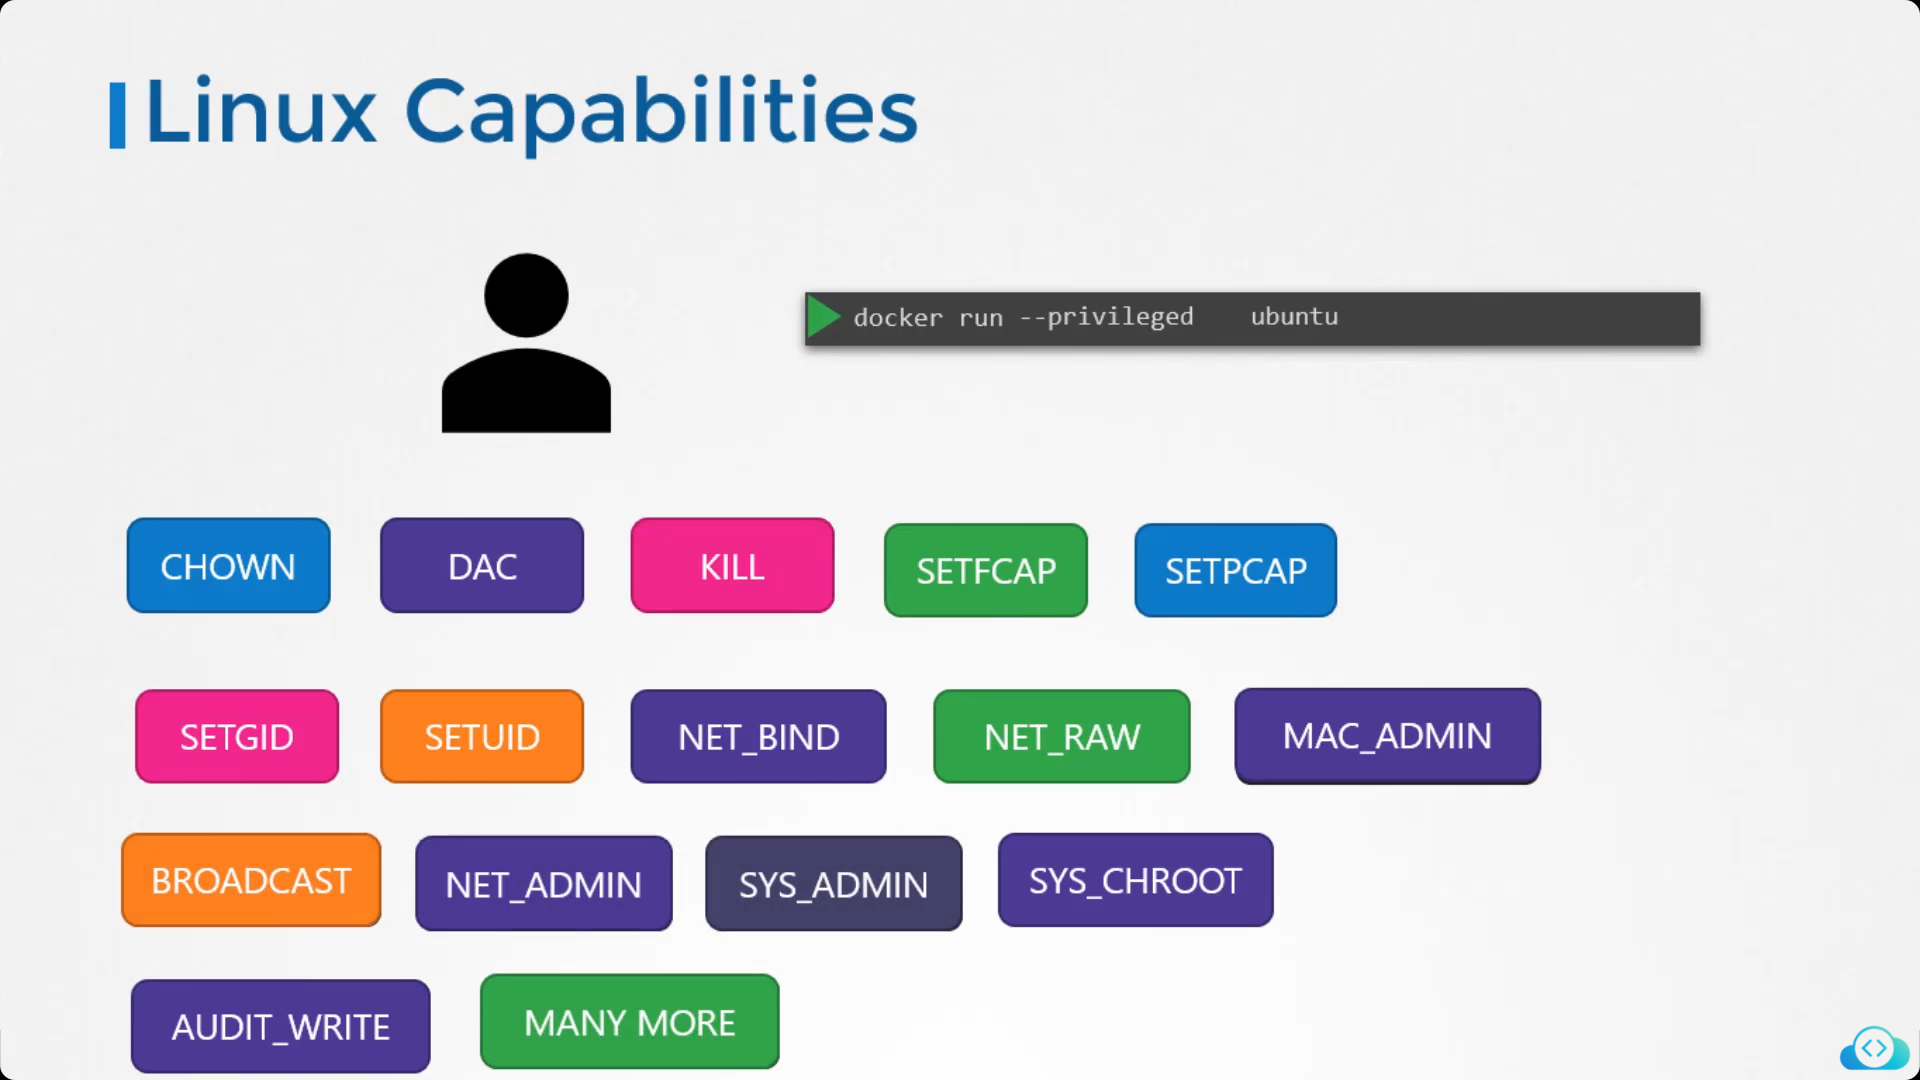 Linux Capabilities
docker run --privileged ubuntu
CHOWN DAC KILL SETFCAP SETPCAP
SETGID SETUID NET_BIND NET_RAW MAC_ADMIN
BROADCAST NET_ADMIN SYS_ADMIN SYS_CHROOT
AUDIT_WRITE MANY MORE